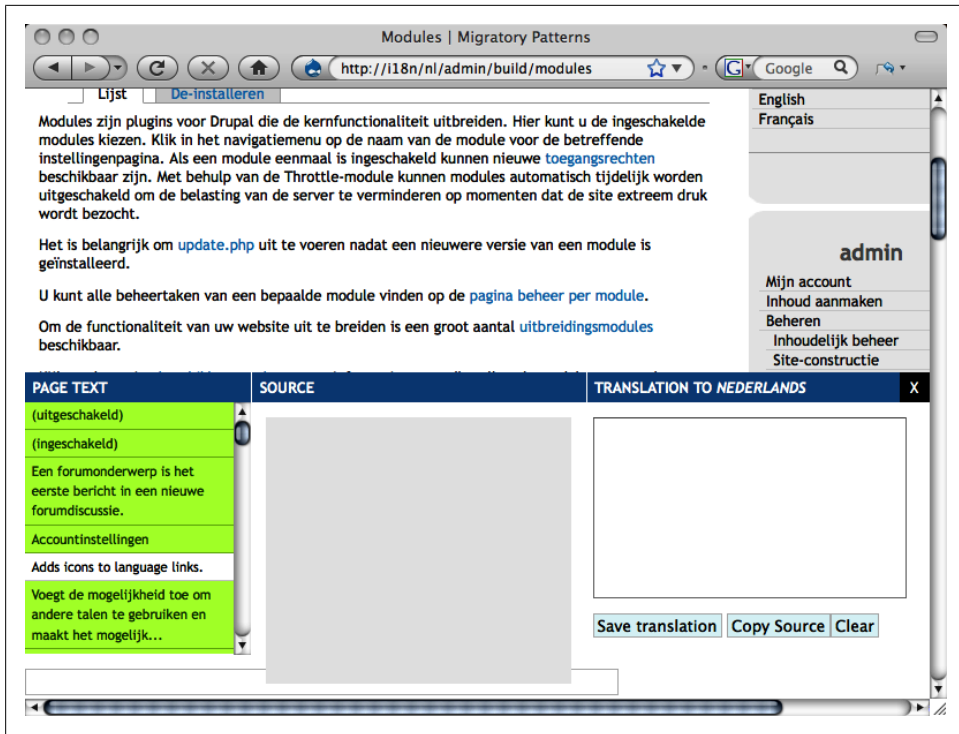 Modules | Migratory Patterns
http://i18n/nl/admin/build/modules
G Google
Lijst De-installeren
Modules zijn plugins voor Drupal die de kernfunctionaliteit uitbreiden. Hier kunt u de ingeschakelde
modules kiezen. Klik in het navigatiemenu op de naam van de module voor de betreffende
instellingenpagina. Als een module eenmaal is ingeschakeld kunnen nieuwe toegangsrechten
beschikbaar zijn. Met behulp van de Throttle-module kunnen modules automatisch tijdelijk worden
uitgeschakeld om de belasting van de server te verminderen op momenten dat de site extreem druk
wordt bezocht.
Het is belangrijk om update.php uit te voeren nadat een nieuwere versie van een module is
geïnstalleerd.
U kunt alle beheertaken van een bepaalde module vinden op de pagina beheer per module.
Om de functionaliteit van uw website uit te breiden is een groot aantal uitbreidingsmodules
beschikbaar.
English
Français
admin
Mijn account
Inhoud aanmaken
Beheren
Inhoudelijk beheer
Site-constructie
PAGE TEXT
(uitgeschakeld)
(ingeschakeld)
Een forumonderwerp is het
eerste bericht in een nieuwe
forumdiscussie.
Accountinstellingen
Adds icons to language links.
Voegt de mogelijkheid toe om
andere talen te gebruiken en
maakt het mogelijk...
SOURCE
TRANSLATION TO NEDERLANDS X
Save translation Copy Source Clear